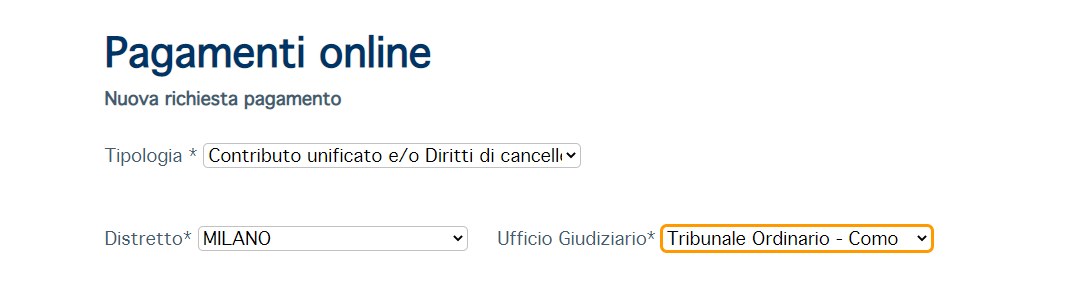 Pagamenti online
Nuova richiesta pagamento
Tipologia * Contributo unificato e/o Diritti di cancell
Distretto* MILANO Ufficio Giudiziario* Tribunale Ordinario - Como